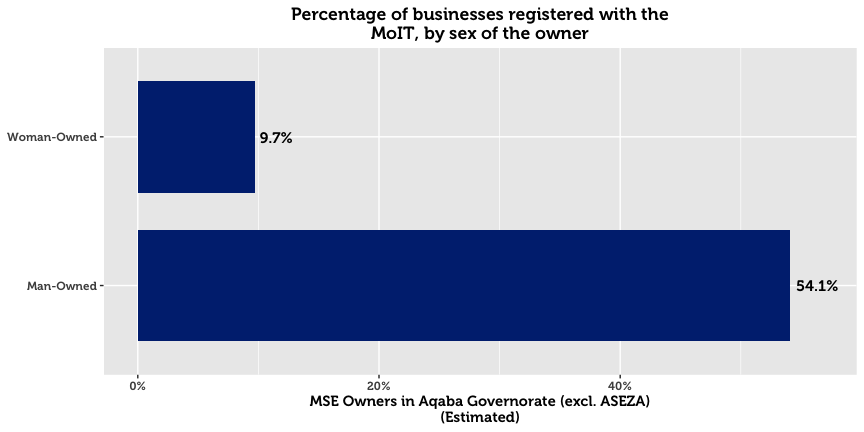 Percentage of businesses registered with the
MoIT, by sex of the owner
Woman-Owned
9.7%
Man-Owned
54.1%
0%
20%
40%
MSE Owners in Aqaba Governorate (excl. ASEZA)
(Estimated)